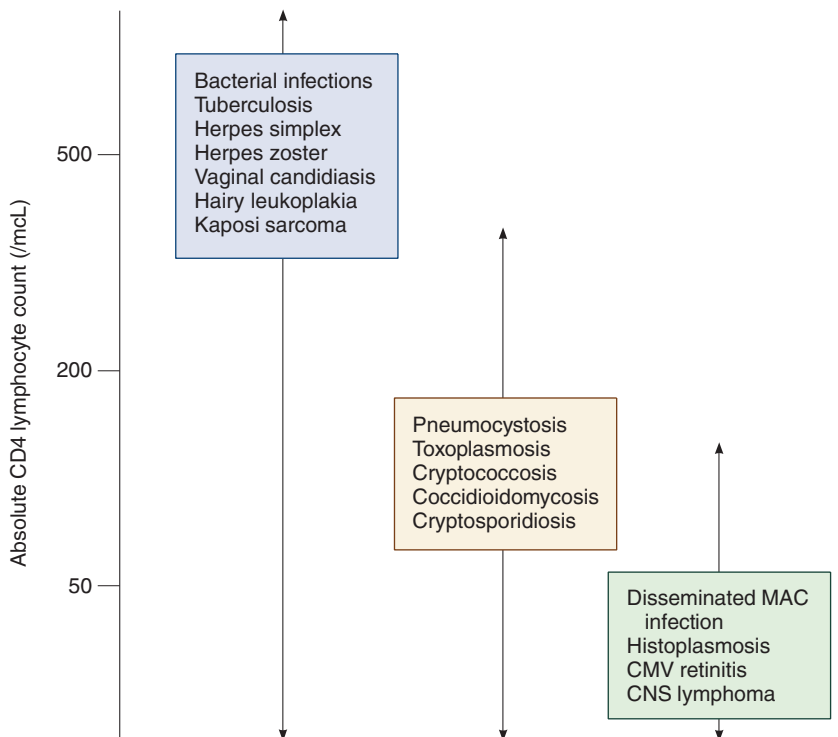 Absolute CD4 lymphocyte count (/mcL)
500
200
50
Bacterial infections
Tuberculosis
Herpes simplex
Herpes zoster
Vaginal candidiasis
Hairy leukoplakia
Kaposi sarcoma
Pneumocystosis
Toxoplasmosis
Cryptococcosis
Coccidioidomycosis
Cryptosporidiosis
Disseminated MAC
infection
Histoplasmosis
CMV retinitis
CNS lymphoma